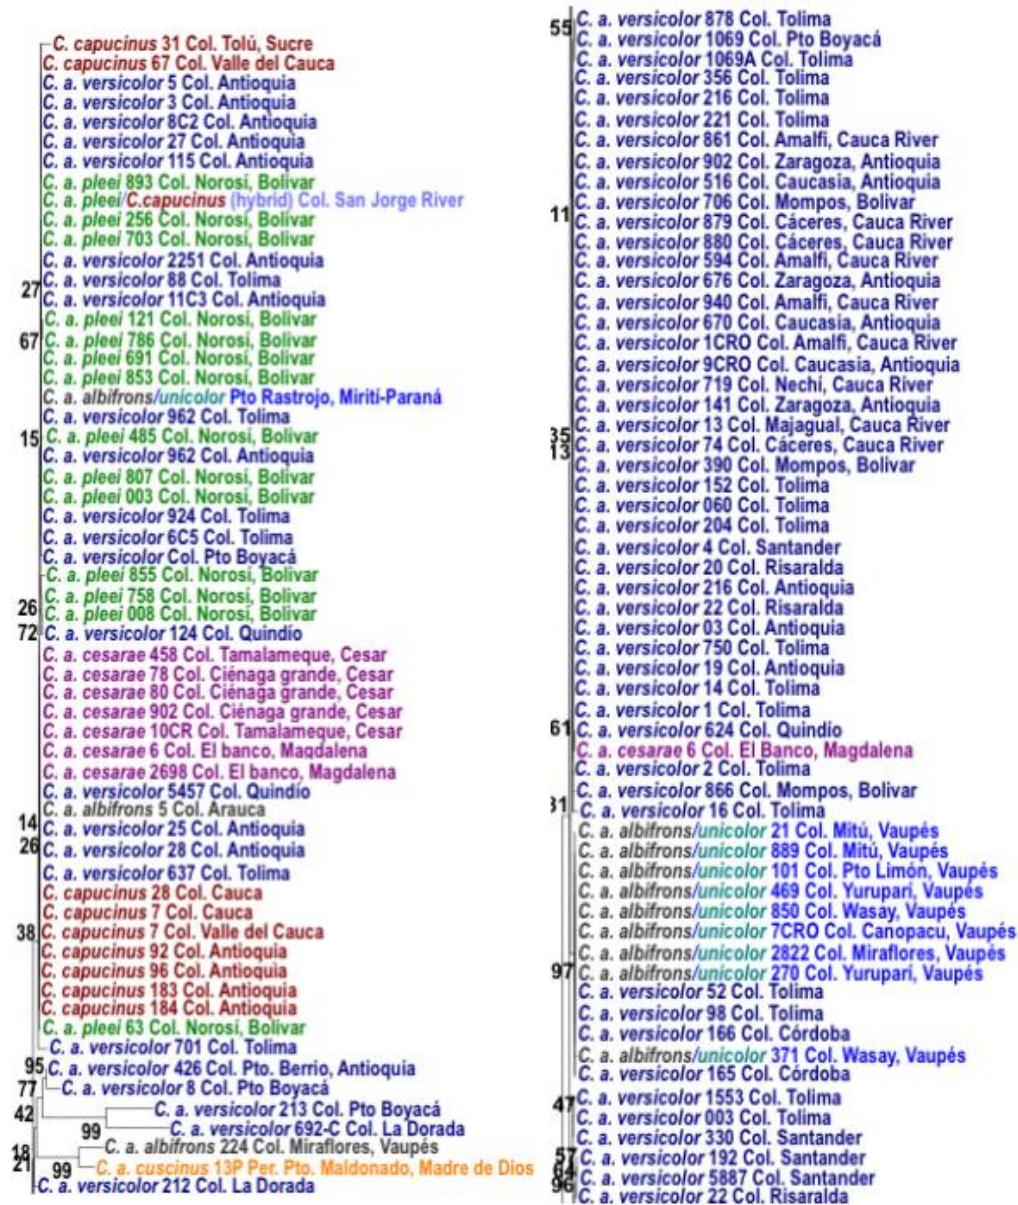 C. capucinus 31 Col. Tolú, Sucre
C. capucinus 67 Col. Valle del Cauca
C. a. versicolor 5 Col. Antioquia
C. a. versicolor 3 Col. Antioquia
C. a. versicolor 8C2 Col. Antioquia
C. a. versicolor 27 Col. Antioquia
C. a. versicolor 115 Col. Antioquia
C. a. pleei 893 Col. Norosí, Bolivar
C. a. pleei/C.capucinus (hybrid) Col. San Jorge River
C. a. pleei 256 Col. Norosí, Bolivar
C. a. pleei 703 Col. Norosí, Bolivar
C. a. versicolor 2251 Col. Antioquia
C. a. versicolor 88 Col. Tolima
27
C. a. versicolor 11C3 Col. Antioquia
C. a. pleei 121 Col. Norosí, Bolivar
67
C. a. pleei 786 Col. Norosí, Bolivar
C. a. pleei 691 Col. Norosí, Bolivar
C. a. pleei 853 Col. Norosí, Bolivar
C. a. albifrons/unicolor Pto Rastrojo, Mirití-Paraná
C. a. versicolor 962 Col. Tolima
15
C. a. pleei 485 Col. Norosí, Bolivar
C. a. versicolor 962 Col. Antioquia
C. a. pleei 807 Col. Norosí, Bolivar
C. a. pleei 003 Col. Norosí, Bolivar
C. a. versicolor 924 Col. Tolima
C. a. versicolor 6C5 Col. Tolima
C. a. versicolor Col. Pto Boyacá
C. a. pleei 855 Col. Norosí, Bolivar
C. a. pleei 758 Col. Norosí, Bolivar
26
C. a. pleei 008 Col. Norosí, Bolivar
72
C. a. versicolor 124 Col. Quindío
C. a. cesarae 458 Col. Tamalameque, Cesar
C. a. cesarae 78 Col. Ciénaga grande, Cesar
C. a. cesarae 80 Col. Ciénaga grande, Cesar
C. a. cesarae 902 Col. Ciénaga grande, Cesar
C. a. cesarae 10CR Col. Tamalameque, Cesar
C. a. cesarae 6 Col. El banco, Magdalena
C. a. cesarae 2698 Col. El banco, Magdalena
C. a. versicolor 5457 Col. Quindío
C. a. albifrons 5 Col. Arauca
14
C. a. versicolor 25 Col. Antioquia
26
C. a. versicolor 28 Col. Antioquia
C. a. versicolor 637 Col. Tolima
C. capucinus 28 Col. Cauca
C. capucinus 7 Col. Cauca
38
C. capucinus 7 Col. Valle del Cauca
C. capucinus 92 Col. Antioquia
C. capucinus 96 Col. Antioquia
C. capucinus 183 Col. Antioquia
C. capucinus 184 Col. Antioquia
C. a. pleei 63 Col. Norosí, Bolivar
C. a. versicolor 701 Col. Tolima
95
C. a. versicolor 426 Col. Pto. Berrio, Antioquia
77
C. a. versicolor 8 Col. Pto Boyacá
42
C. a. versicolor 213 Col. Pto Boyacá
99
C. a. versicolor 692-C Col. La Dorada
18
C. a. albifrons 224 Col. Miraflores, Vaupés
21
99
C. a. cuscinus 13P Per. Pto. Maldonado, Madre de Dios
C. a. versicolor 212 Col. La Dorada
55
C. a. versicolor 878 Col. Tolima
C. a. versicolor 1069 Col. Pto Boyacá
C. a. versicolor 1069A Col. Tolima
C. a. versicolor 356 Col. Tolima
C. a. versicolor 216 Col. Tolima
C. a. versicolor 221 Col. Tolima
C. a. versicolor 861 Col. Amalfi, Cauca River
C. a. versicolor 902 Col. Zaragoza, Antioquia
C. a. versicolor 516 Col. Caucasia, Antioquia
11
C. a. versicolor 706 Col. Mompos, Bolivar
C. a. versicolor 879 Col. Cáceres, Cauca River
C. a. versicolor 880 Col. Cáceres, Cauca River
C. a. versicolor 594 Col. Amalfi, Cauca River
C. a. versicolor 676 Col. Zaragoza, Antioquia
C. a. versicolor 940 Col. Amalfi, Cauca River
C. a. versicolor 670 Col. Caucasia, Antioquia
C. a. versicolor 1CRO Col. Amalfi, Cauca River
C. a. versicolor 9CRO Col. Caucasia, Antioquia
C. a. versicolor 719 Col. Nechí, Cauca River
C. a. versicolor 141 Col. Zaragoza, Antioquia
C. a. versicolor 13 Col. Majagual, Cauca River
35
C. a. versicolor 74 Col. Cáceres, Cauca River
13
C. a. versicolor 390 Col. Mompos, Bolivar
C. a. versicolor 152 Col. Tolima
C. a. versicolor 060 Col. Tolima
C. a. versicolor 204 Col. Tolima
C. a. versicolor 4 Col. Santander
C. a. versicolor 20 Col. Risaralda
C. a. versicolor 216 Col. Antioquia
C. a. versicolor 22 Col. Risaralda
C. a. versicolor 03 Col. Antioquia
C. a. versicolor 750 Col. Tolima
C. a. versicolor 19 Col. Antioquia
C. a. versicolor 14 Col. Tolima
C. a. versicolor 1 Col. Tolima
61
C. a. versicolor 624 Col. Quindío
C. a. cesarae 6 Col. El Banco, Magdalena
C. a. versicolor 2 Col. Tolima
C. a. versicolor 866 Col. Mompos, Bolivar
31
C. a. versicolor 16 Col. Tolima
C. a. albifrons/unicolor 21 Col. Mitú, Vaupés
C. a. albifrons/unicolor 889 Col. Mitú, Vaupés
C. a. albifrons/unicolor 101 Col. Pto Limón, Vaupés
C. a. albifrons/unicolor 469 Col. Yuruparí, Vaupés
C. a. albifrons/unicolor 850 Col. Wasay, Vaupés
C. a. albifrons/unicolor 7CRO Col. Canopacu, Vaupés
C. a. albifrons/unicolor 2822 Col. Miraflores, Vaupés
97
C. a. albifrons/unicolor 270 Col. Yuruparí, Vaupés
C. a. versicolor 52 Col. Tolima
C. a. versicolor 98 Col. Tolima
C. a. versicolor 166 Col. Córdoba
C. a. albifrons/unicolor 371 Col. Wasay, Vaupés
C. a. versicolor 165 Col. Córdoba
47
C. a. versicolor 1553 Col. Tolima
C. a. versicolor 003 Col. Tolima
C. a. versicolor 330 Col. Santander
57
C. a. versicolor 192 Col. Santander
64
C. a. versicolor 5887 Col. Santander
96
C. a. versicolor 22 Col. Risaralda